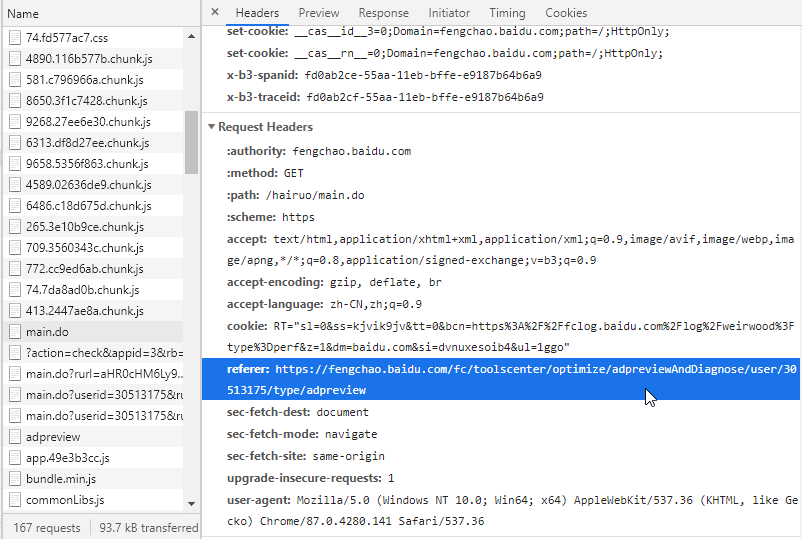 Name
74.fd577ac7.css
4890.116b577b.chunk.js
581.c796966a.chunk.js
8650.3f1c7428.chunk.js
9268.27ee6e30.chunk.js
6313.df8d27ee.chunk.js
9658.5356f863.chunk.js
4589.02636de9.chunk.js
6486.c18d675d.chunk.js
265.3e10b9ce.chunk.js
709.3560343c.chunk.js
772.cc9ed6ab.chunk.js
74.7da8ad0b.chunk.js
413.2447ae8a.chunk.js
main.do
?action=check&appid=3&rb=
main.do?rurl=aHR0cHM6Ly9...
main.do?userid=30513175&ru
main.do?userid=30513175&ru
adpreview
app.49e3b3cc.js
bundle.min.js
commonLibs.js
167 requests 93.7 kB transferred
× Headers Preview Response Initiator Timing Cookies
set-cookie: __cas__id__3=0;Domain=fengchao.baidu.com;path=/;HttpOnly;
set-cookie: __cas__rn__=0;Domain=fengchao.baidu.com;path=/;HttpOnly;
x-b3-spanid: fd0ab2ce-55aa-11eb-bffe-e9187b64b6a9
x-b3-traceid: fd0ab2cf-55aa-11eb-bffe-e9187b64b6a9
Request Headers
:authority: fengchao.baidu.com
:method: GET
:path: /hairuo/main.do
:scheme: https
accept: text/html,application/xhtml+xml,application/xml;q=0.9,image/avif,image/webp,ima
ge/apng,*/*;q=0.8,application/signed-exchange;v=b3;q=0.9
accept-encoding: gzip, deflate, br
accept-language: zh-CN,zh;q=0.9
cookie: RT="sl=0&ss=kjvik9jv&tt=0&bcn=https%3A%2F%2Ffclog.baidu.com%2Flog%2Fweirwood%3F
type%3Dperf&z=1&dm=baidu.com&si=dvnuxesoib4&ul=1ggo"
referer: https://fengchao.baidu.com/fc/toolscenter/optimize/adpreviewAndDiagnose/user/30
513175/type/adpreview
sec-fetch-dest: document
sec-fetch-mode: navigate
sec-fetch-site: same-origin
upgrade-insecure-requests: 1
user-agent: Mozilla/5.0 (Windows NT 10.0; Win64; x64) AppleWebKit/537.36 (KHTML, like Ge
cko) Chrome/87.0.4280.141 Safari/537.36